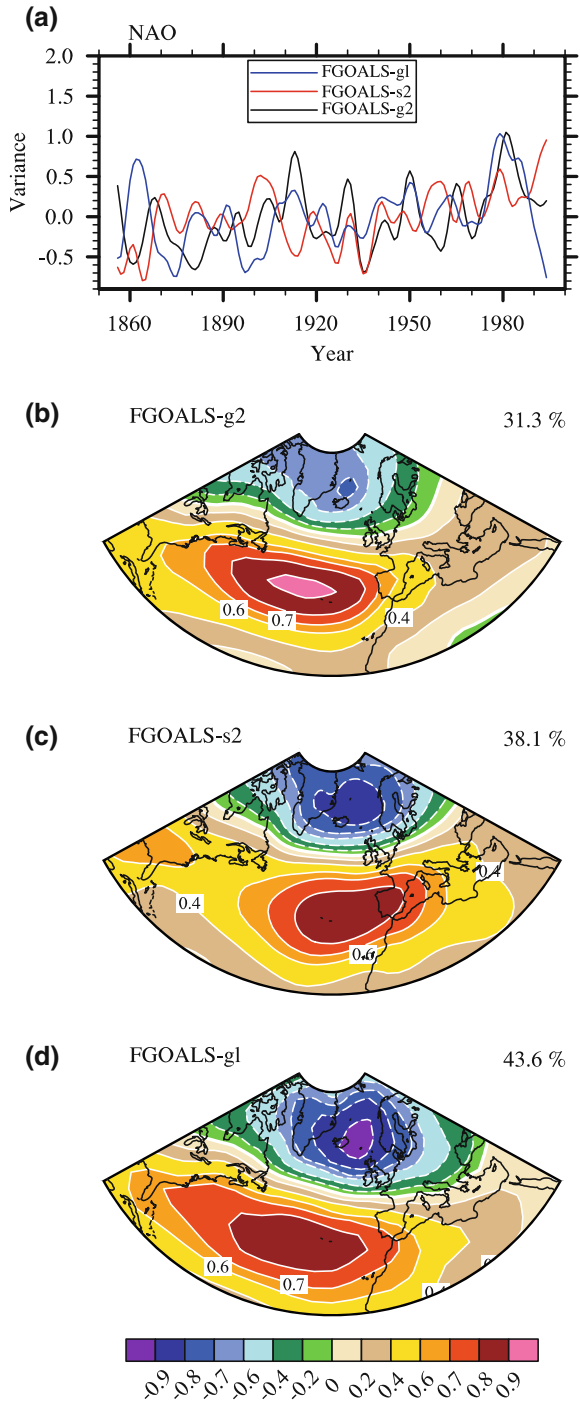 (a)
NAO
FGOALS-gl
FGOALS-s2
FGOALS-g2
Variance
2.0
1.5
1.0
0.5
0.0
-0.5
1860 1890 1920 1950 1980
Year
(b)
FGOALS-g2 31.3 %
0.6 0.7 0.4
(c)
FGOALS-s2 38.1 %
0.4 0.4
0.6
(d)
FGOALS-gl 43.6 %
0.6 0.7
-0.9 -0.8 -0.7 -0.6 -0.4 -0.2 0 0.2 0.4 0.6 0.7 0.8 0.9